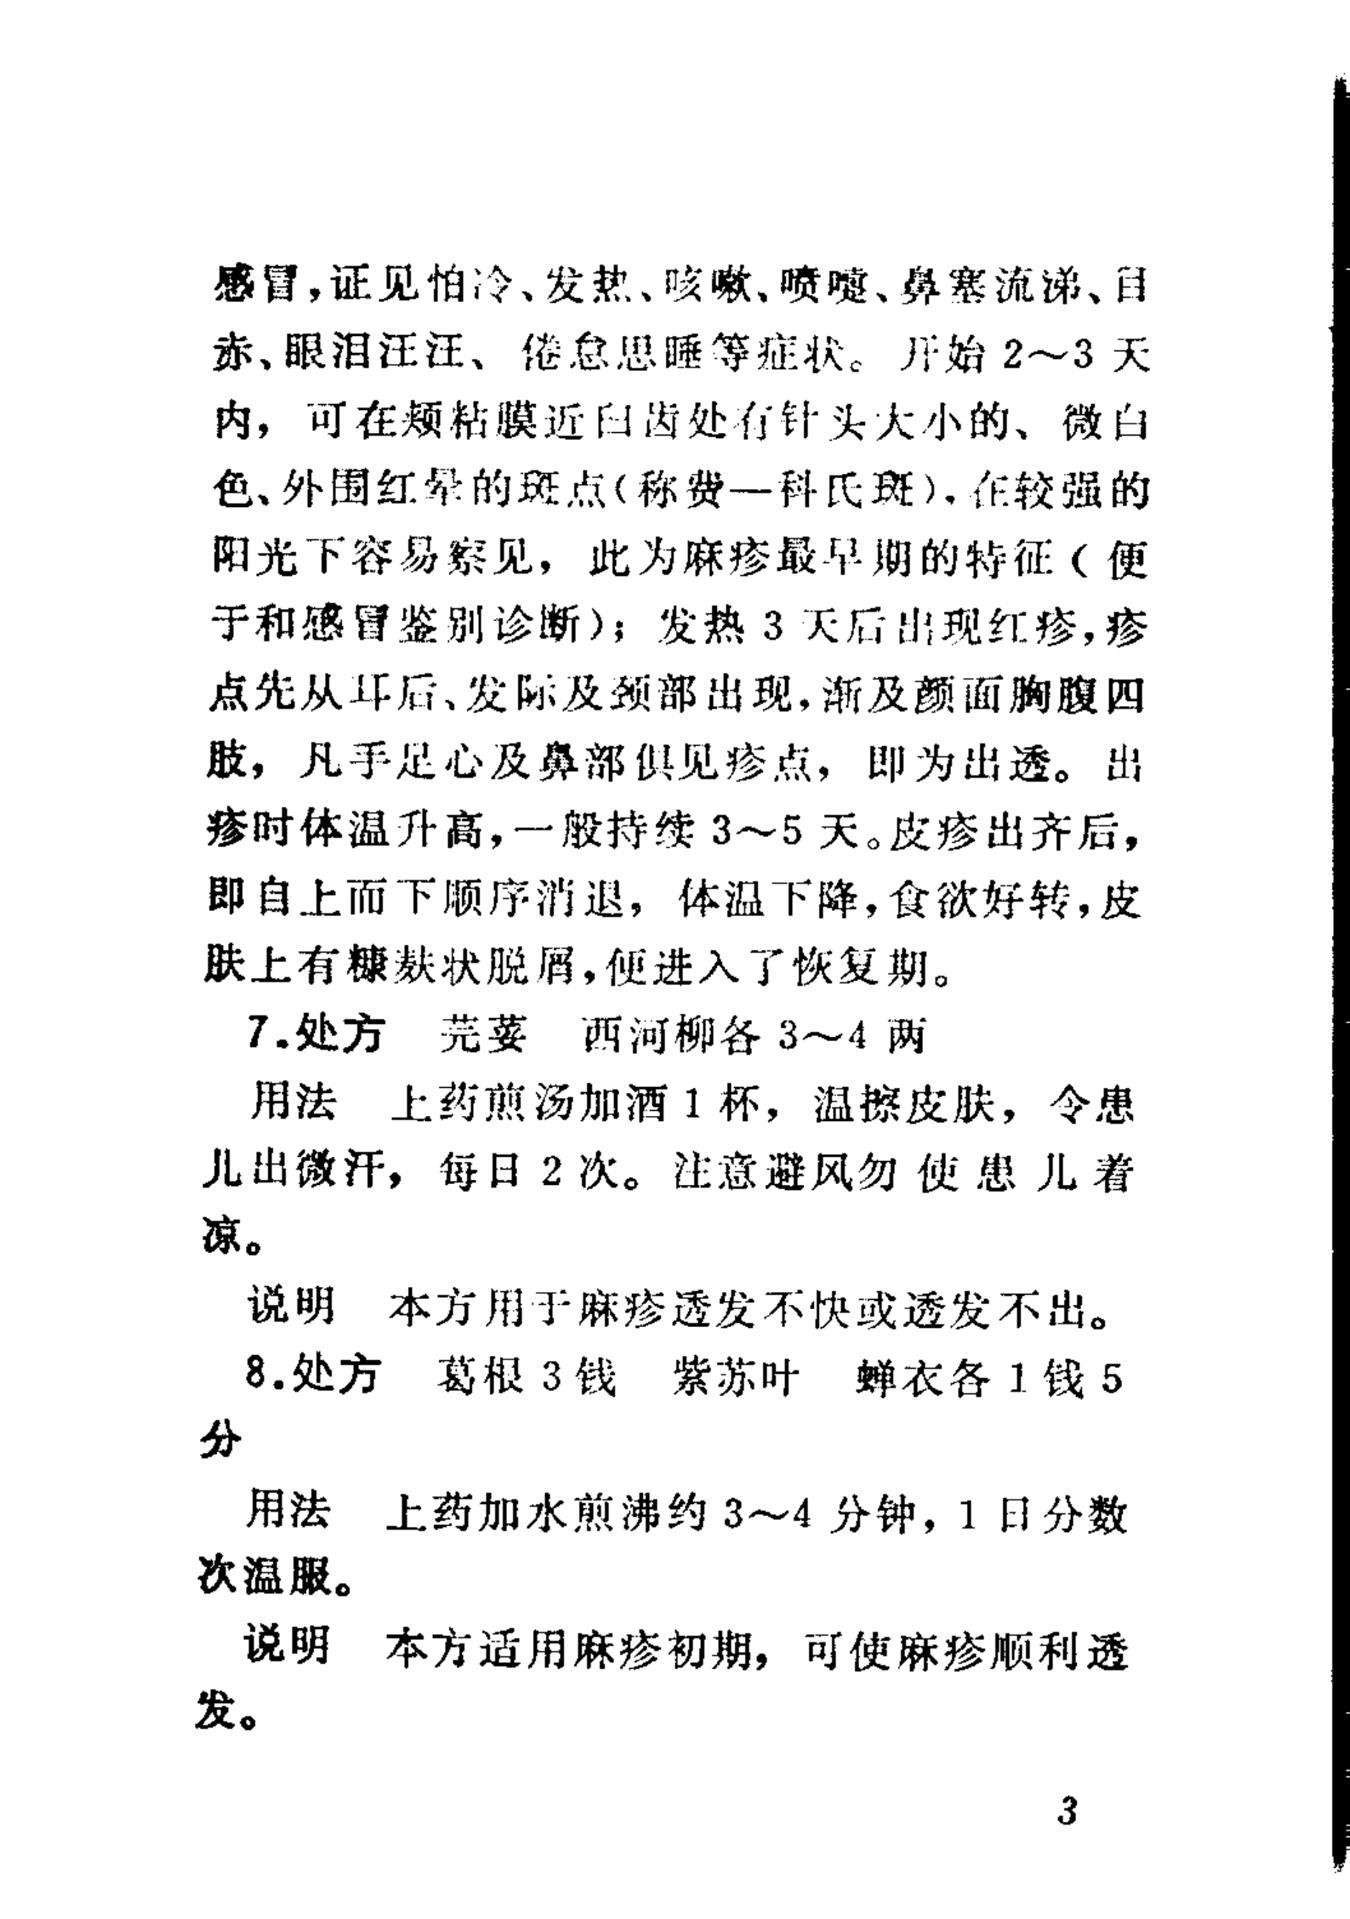 感冒，证见怕冷、发热、咳嗽、喷嚏、鼻塞流涕、目
赤、眼泪汪汪、倦怠思睡等症状。开始2～3天
内，可在颊粘膜近臼齿处有针头大小的、微白
色、外围红晕的斑点（称费—科氏斑），在较强的
阳光下容易察见，此为麻疹最早期的特征（便
于和感冒鉴别诊断）；发热3天后出现红疹，疹
点先从耳后、发际及颈部出现，渐及颜面胸腹四
肢，凡手足心及鼻部俱见疹点，即为出透。出
疹时体温升高，一般持续3～5天。皮疹出齐后，
即自上而下顺序消退，体温下降，食欲好转，皮
肤上有糠麸状脱屑，便进入了恢复期。
7.处方 芫荽 西河柳各3～4两
用法 上药煎汤加酒1杯，温擦皮肤，令患
儿出微汗，每日2次。注意避风勿使患儿着
凉。
说明 本方用于麻疹透发不快或透发不出。
8.处方 葛根3钱 紫苏叶 蝉衣各1钱5
分
用法 上药加水煎沸约3～4分钟，1日分数
次温服。
说明 本方适用麻疹初期，可使麻疹顺利透
发。
3